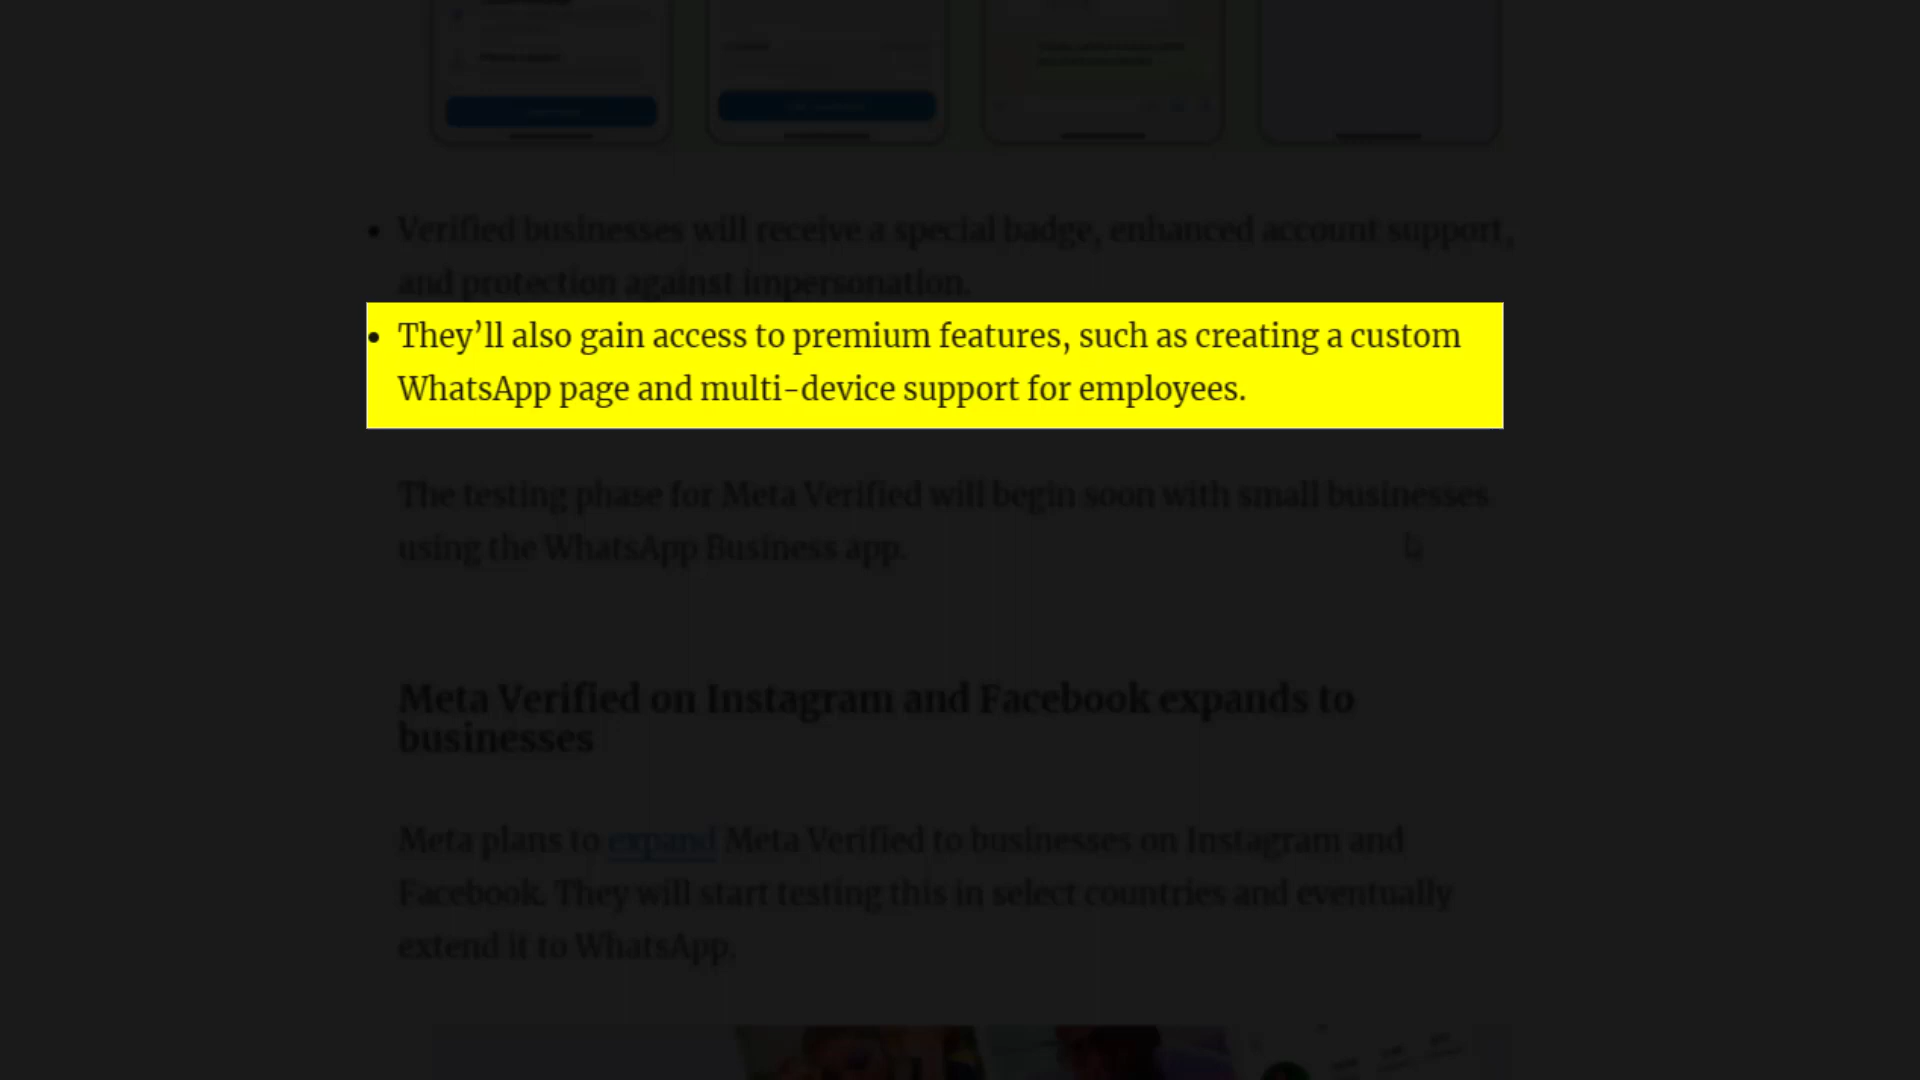 Verified businesses will receive a special badge, enhanced account support,
and protection against impersonation.
They’ll also gain access to premium features, such as creating a custom
WhatsApp page and multi-device support for employees.
The testing phase for Meta Verified will begin soon with small businesses
using the WhatsApp Business app.
Meta Verified on Instagram and Facebook expands to
businesses
Meta plans to expand Meta Verified to businesses on Instagram and
Facebook. They will start testing this in select countries and eventually
extend it to WhatsApp.